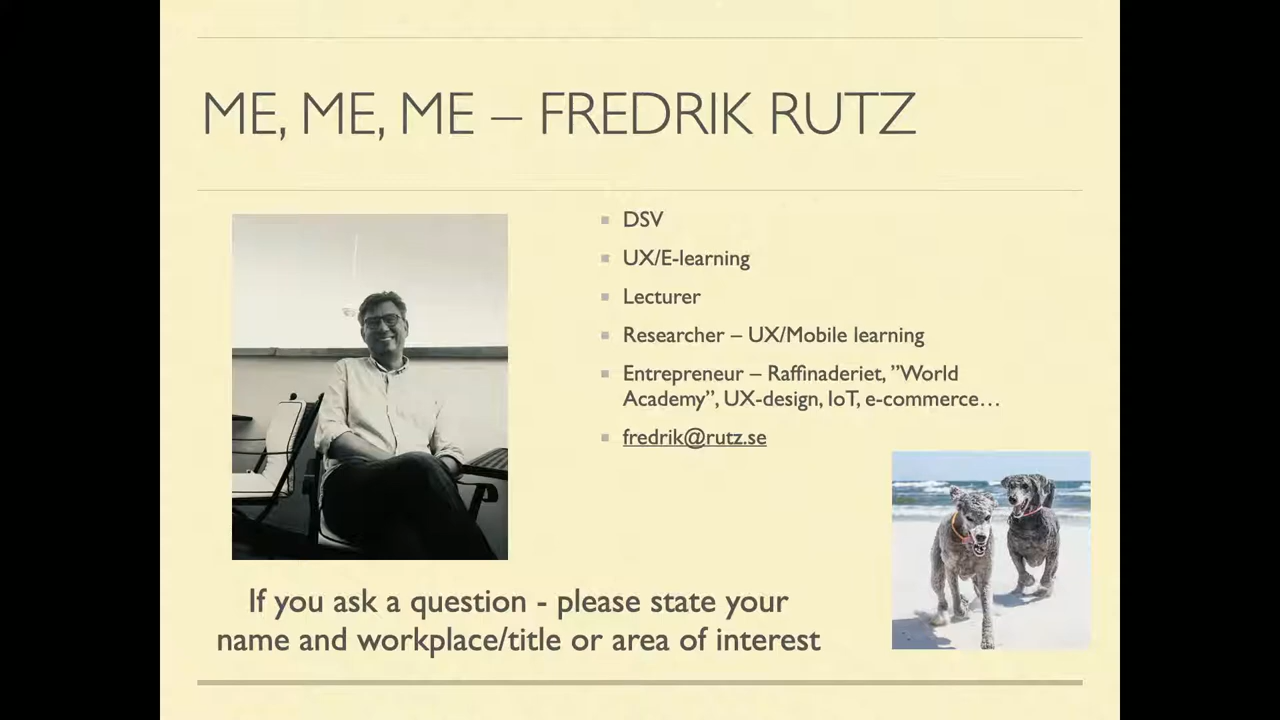 ME, ME, ME – FREDRIK RUTZ
DSV
UX/E-learning
Lecturer
Researcher – UX/Mobile learning
Entrepreneur – Raffinaderiet, ”World
Academy”, UX-design, IoT, e-commerce…
fredrik@rutz.se
If you ask a question - please state your
name and workplace/title or area of interest